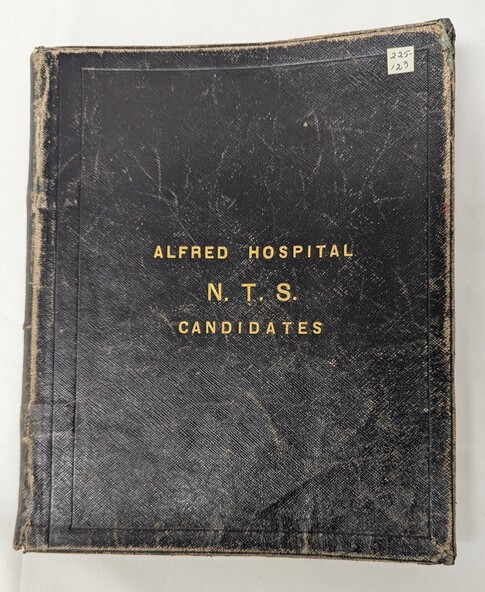 225-
123
ALFRED HOSPITAL
N. T. S.
CANDIDATES